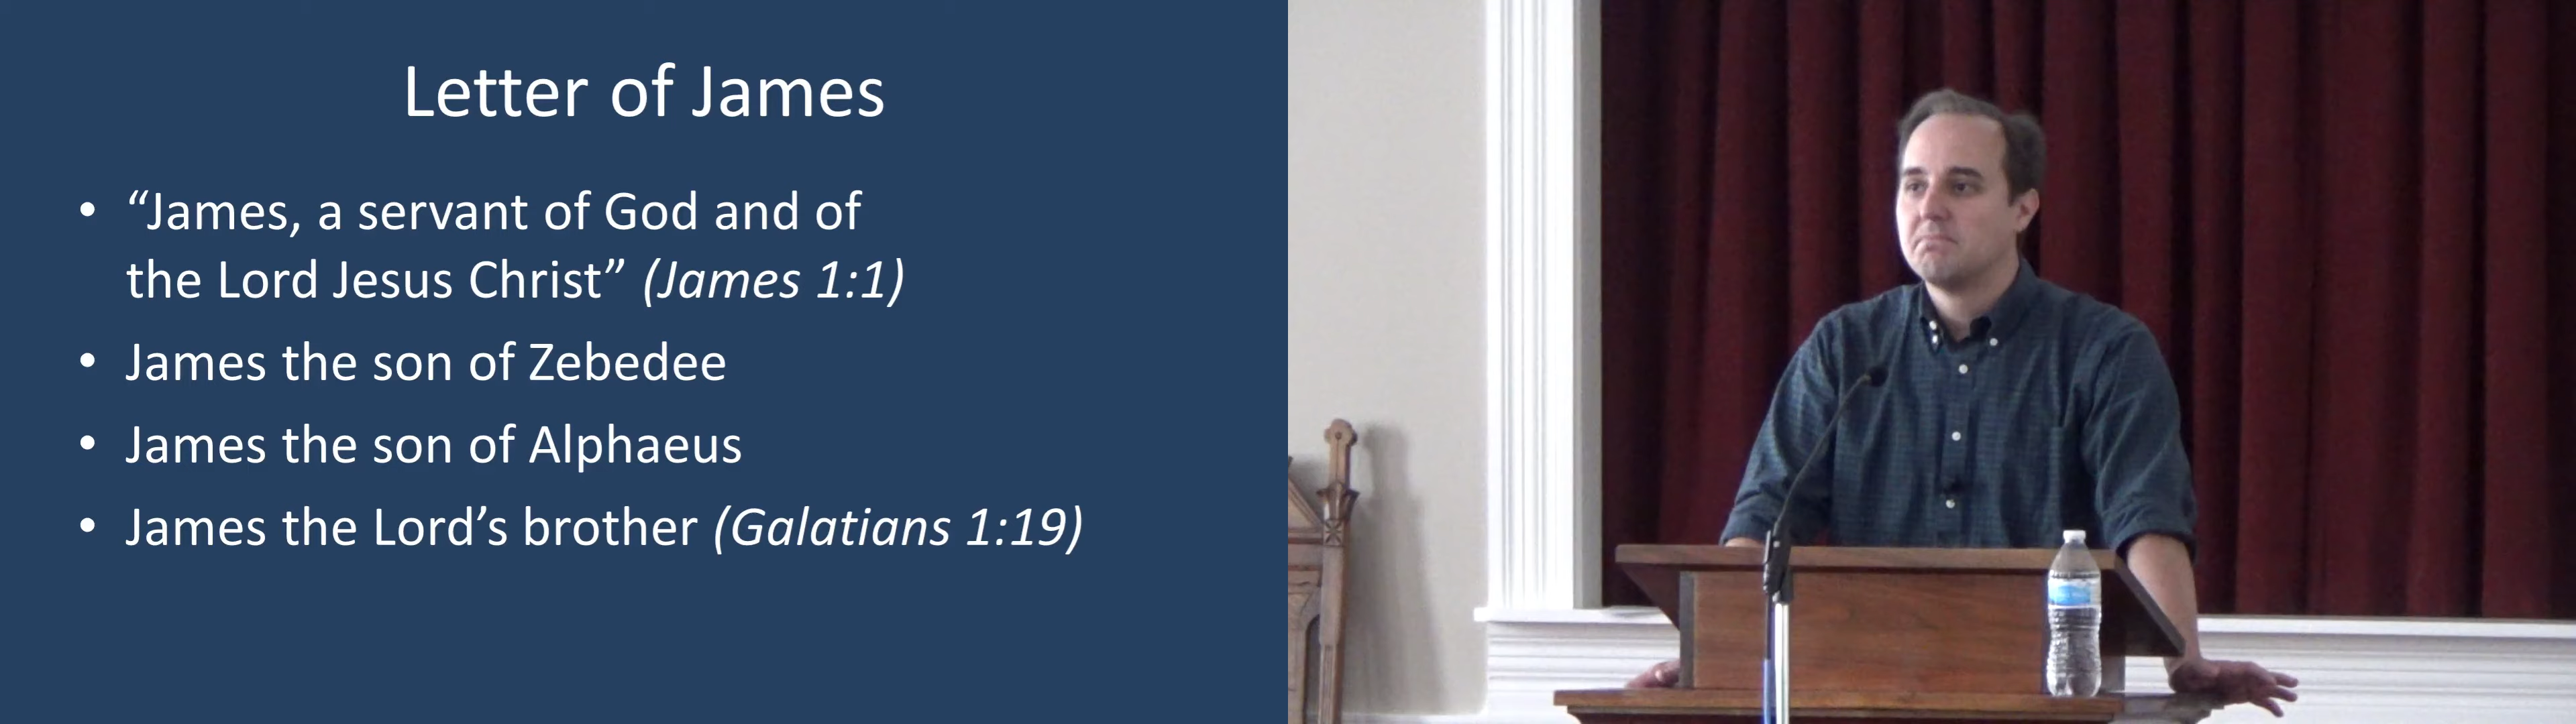 Letter of James
• “James, a servant of God and of
the Lord Jesus Christ” (James 1:1)
• James the son of Zebedee
• James the son of Alphaeus
• James the Lord’s brother (Galatians 1:19)